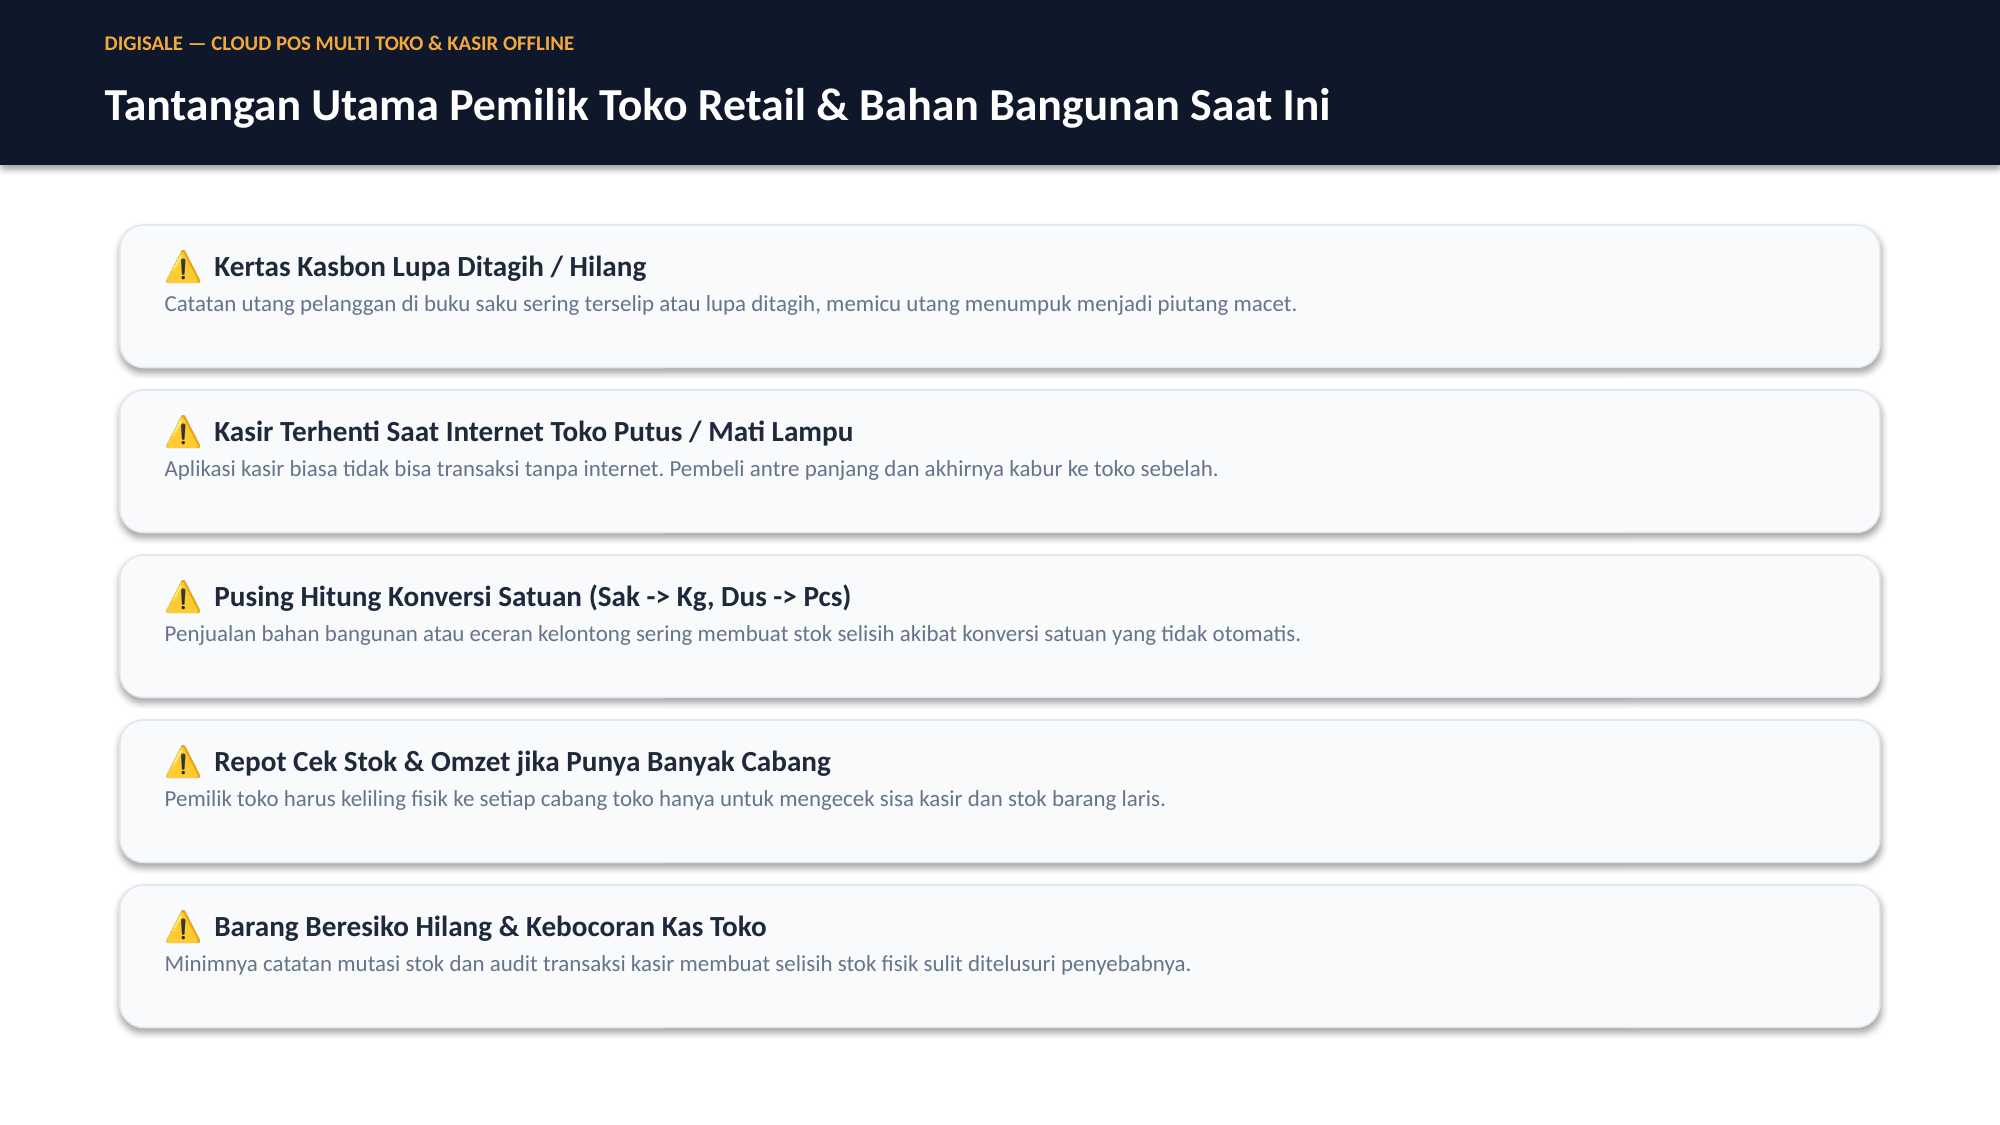 DIGISALE — CLOUD POS MULTI TOKO & KASIR OFFLINE
Tantangan Utama Pemilik Toko Retail & Bahan Bangunan Saat Ini
⚠️ Kertas Kasbon Lupa Ditagih / Hilang
Catatan utang pelanggan di buku saku sering terselip atau lupa ditagih, memicu utang menumpuk menjadi piutang macet.
⚠️ Kasir Terhenti Saat Internet Toko Putus / Mati Lampu
Aplikasi kasir biasa tidak bisa transaksi tanpa internet. Pembeli antre panjang dan akhirnya kabur ke toko sebelah.
⚠️ Pusing Hitung Konversi Satuan (Sak -> Kg, Dus -> Pcs)
Penjualan bahan bangunan atau eceran kelontong sering membuat stok selisih akibat konversi satuan yang tidak otomatis.
⚠️ Repot Cek Stok & Omzet jika Punya Banyak Cabang
Pemilik toko harus keliling fisik ke setiap cabang toko hanya untuk mengecek sisa kasir dan stok barang laris.
⚠️ Barang Beresiko Hilang & Kebocoran Kas Toko
Minimnya catatan mutasi stok dan audit transaksi kasir membuat selisih stok fisik sulit ditelusuri penyebabnya.